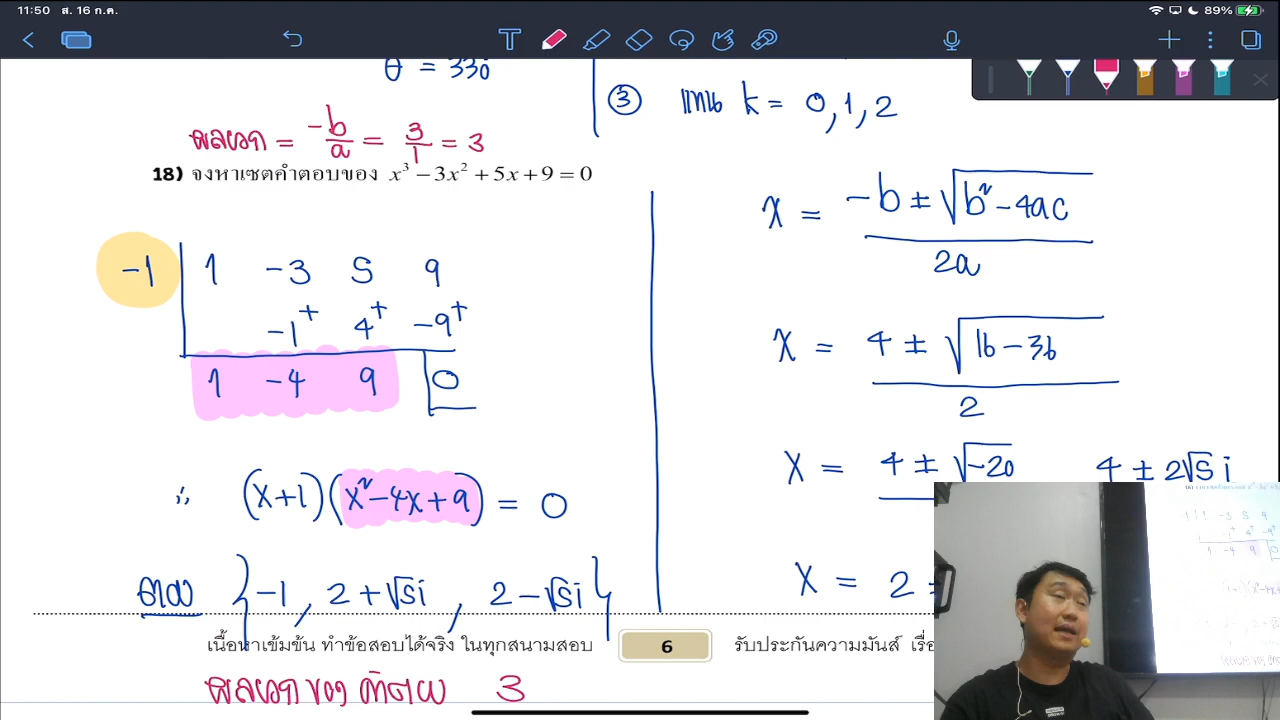 11:50 ส. 16 ก.ค.
89%
θ = 330
③ แทน k = 0, 1, 2
ผลบวก = -b/a = 3/1 = 3
18) จงหาเซตคำตอบของ x³ − 3x² + 5x + 9 = 0
-1 | 1 -3 5 9
-1⁺ 4⁺ -9⁺
1 -4 9 | 0
∴ (x+1)(x²-4x+9) = 0
ตอบ { -1, 2+√5i, 2-√5i }
x = (-b ± √(b²-4ac)) / 2a
x = (4 ± √(16-36)) / 2
x = 4 ± √-20 4 ± 2√5 i
x = 2
เนื้อหาเข้มข้น ทำข้อสอบได้จริง ในทุกสนามสอบ 6 รับประกันความมันส์
ผลบวกของคำตอบ 3